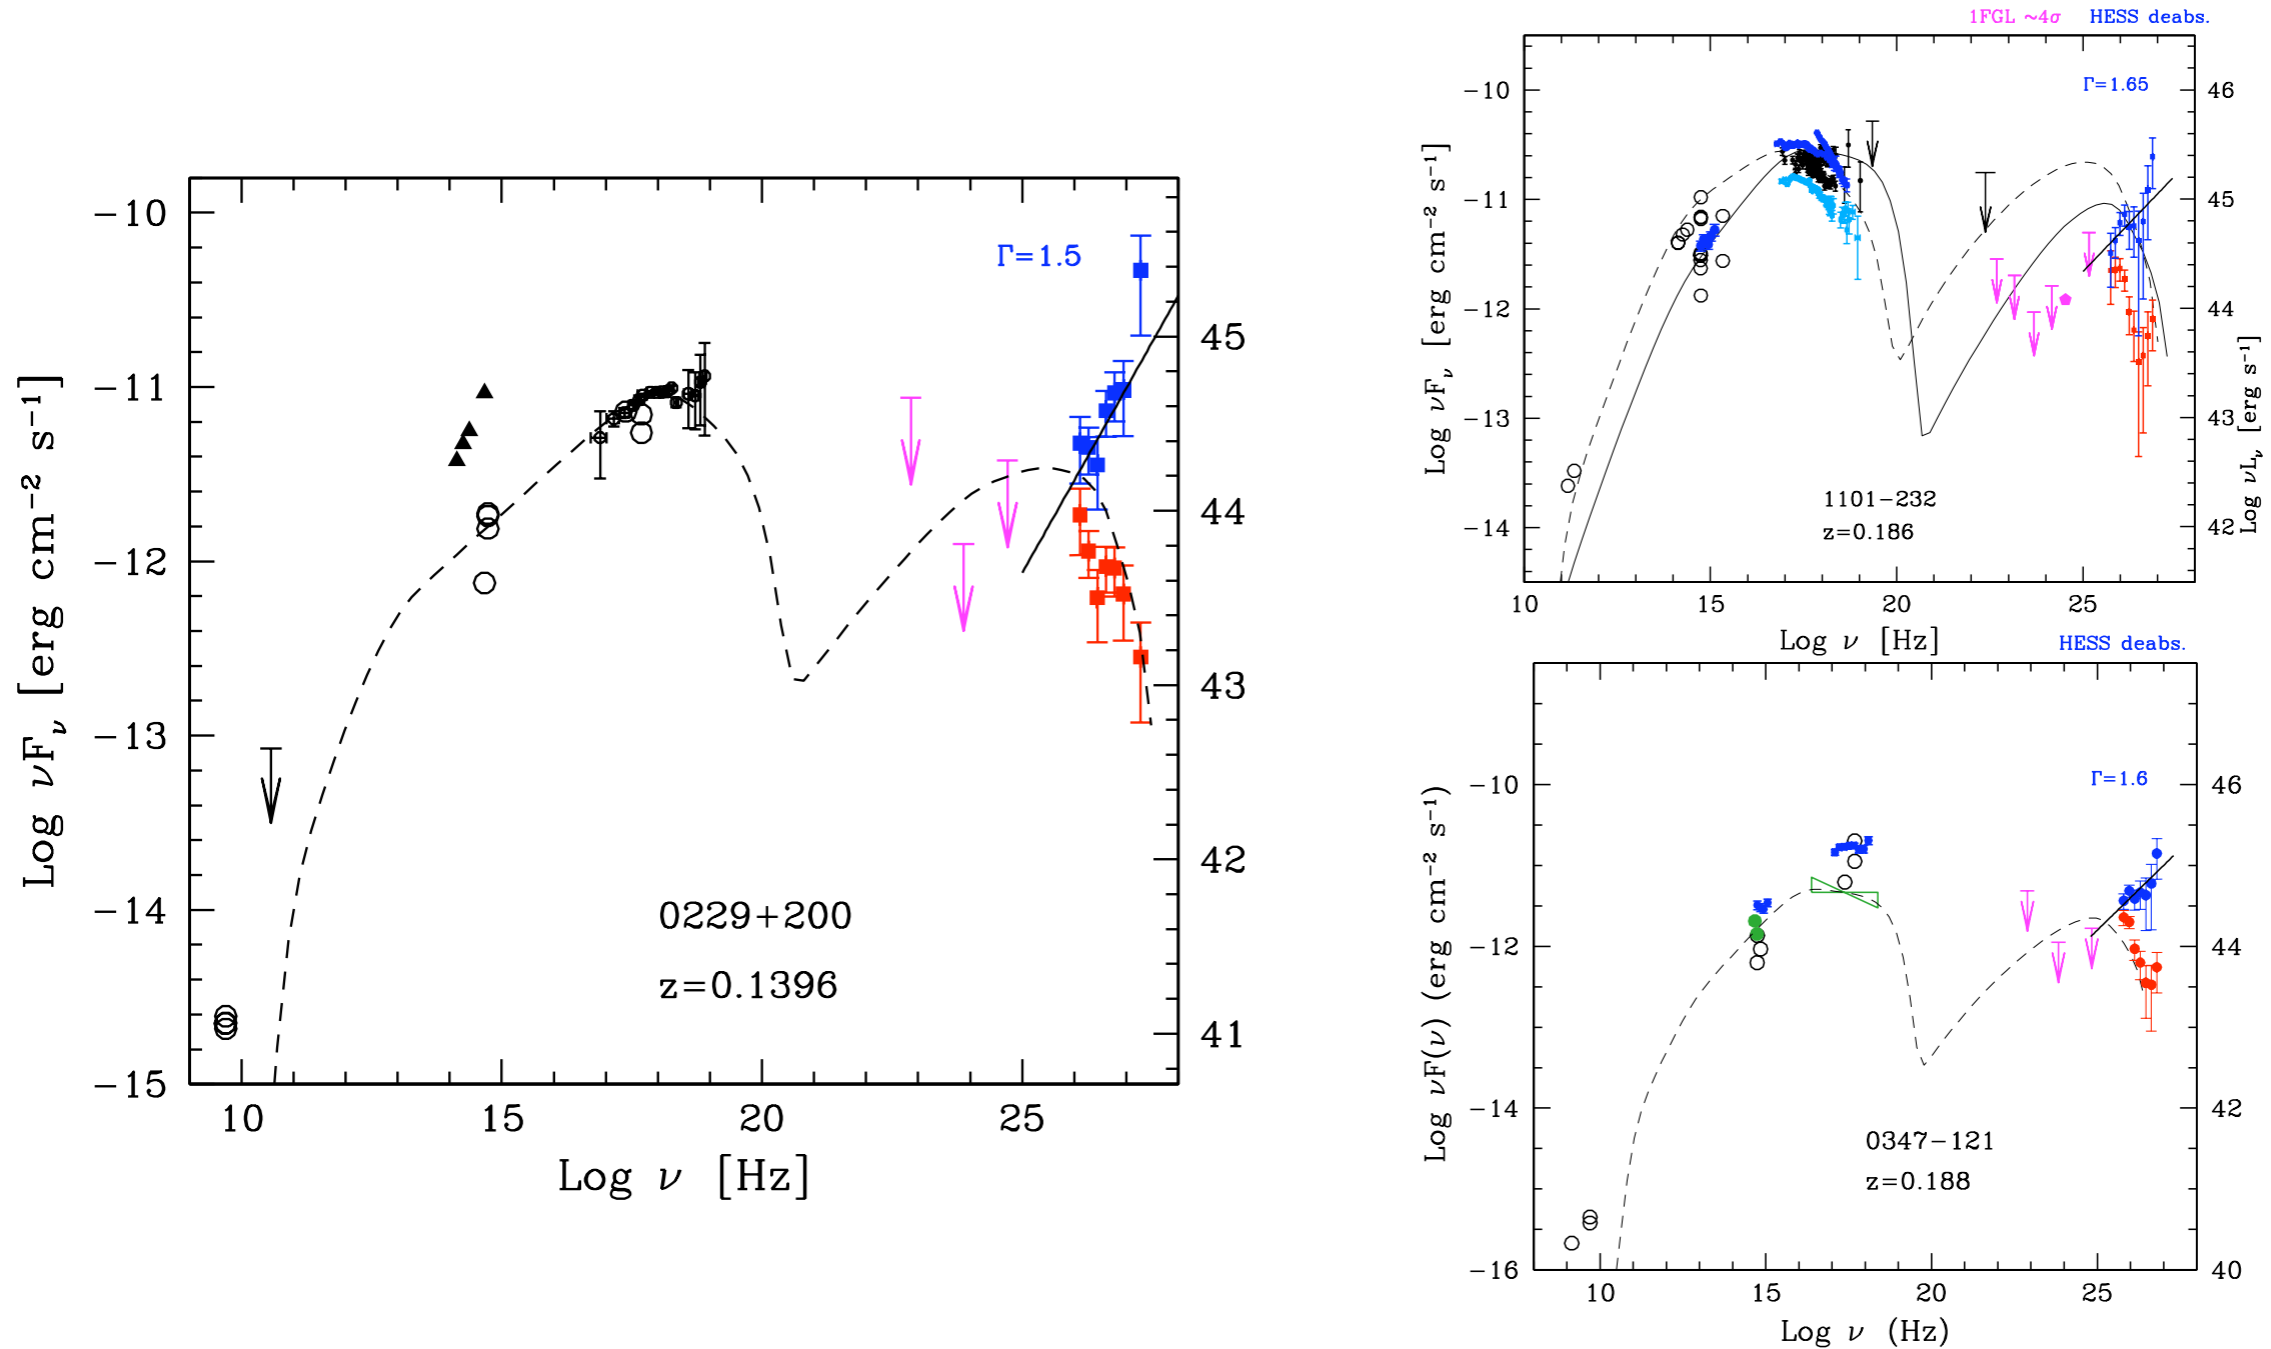 Γ=1.5
-10
-11
-12
-13
-14
-15
45
44
43
42
41
Log νFν [erg cm−2 s−1]
0229+200
z=0.1396
10 15 20 25
Log ν [Hz]
1FGL ~4σ HESS deabs.
Γ=1.65
-10
-11
-12
-13
-14
46
45
44
43
42
Log νFν [erg cm−2 s−1]
Log νLν [erg s−1]
1101-232
z=0.186
10 15 20 25
Log ν [Hz]
HESS deabs.
Γ=1.6
-10
-12
-14
-16
46
44
42
40
Log νF(ν) (erg cm−2 s−1)
0347-121
z=0.188
10 15 20 25
Log ν (Hz)